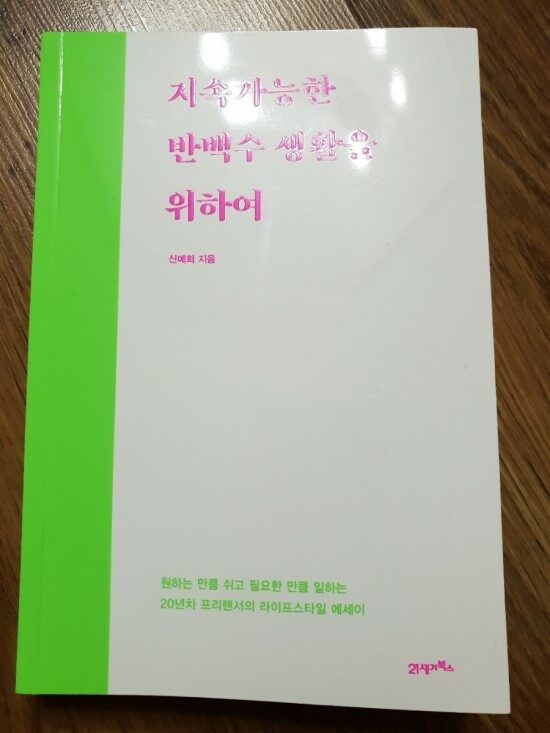 지속가능한
반백수 생활을
위하여
신예희 지음
원하는 만큼 쉬고 필요한 만큼 일하는
20년차 프리랜서의 라이프스타일 에세이
21세기북스